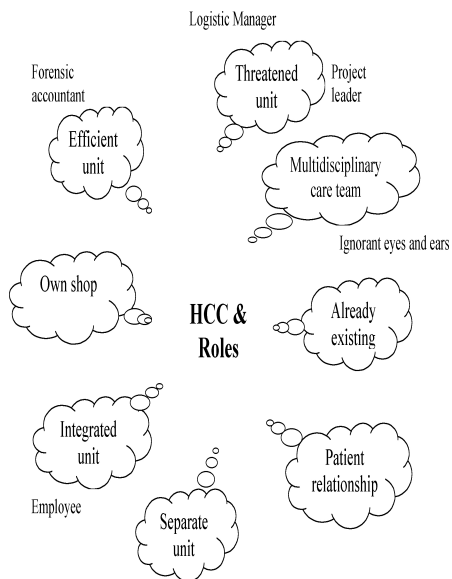 Logistic Manager
Forensic
accountant
Threatened
unit
Project
leader
Efficient
unit
Multidisciplinary
care team
Ignorant eyes and ears
Own shop
HCC &
Roles
Already
existing
Integrated
unit
Patient
relationship
Employee
Separate
unit